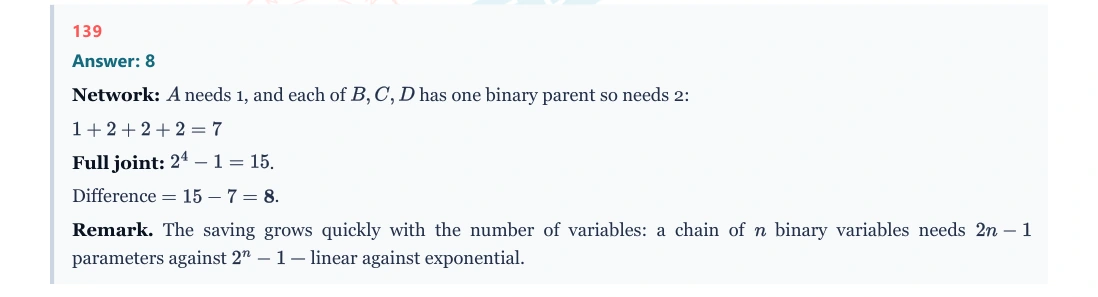 139
Answer: 8
Network: A needs 1, and each of B, C, D has one binary parent so needs 2:
1 + 2 + 2 + 2 = 7
Full joint: 2⁴ − 1 = 15.
Difference = 15 − 7 = 8.
Remark. The saving grows quickly with the number of variables: a chain of n binary variables needs 2n − 1
parameters against 2ⁿ − 1 — linear against exponential.